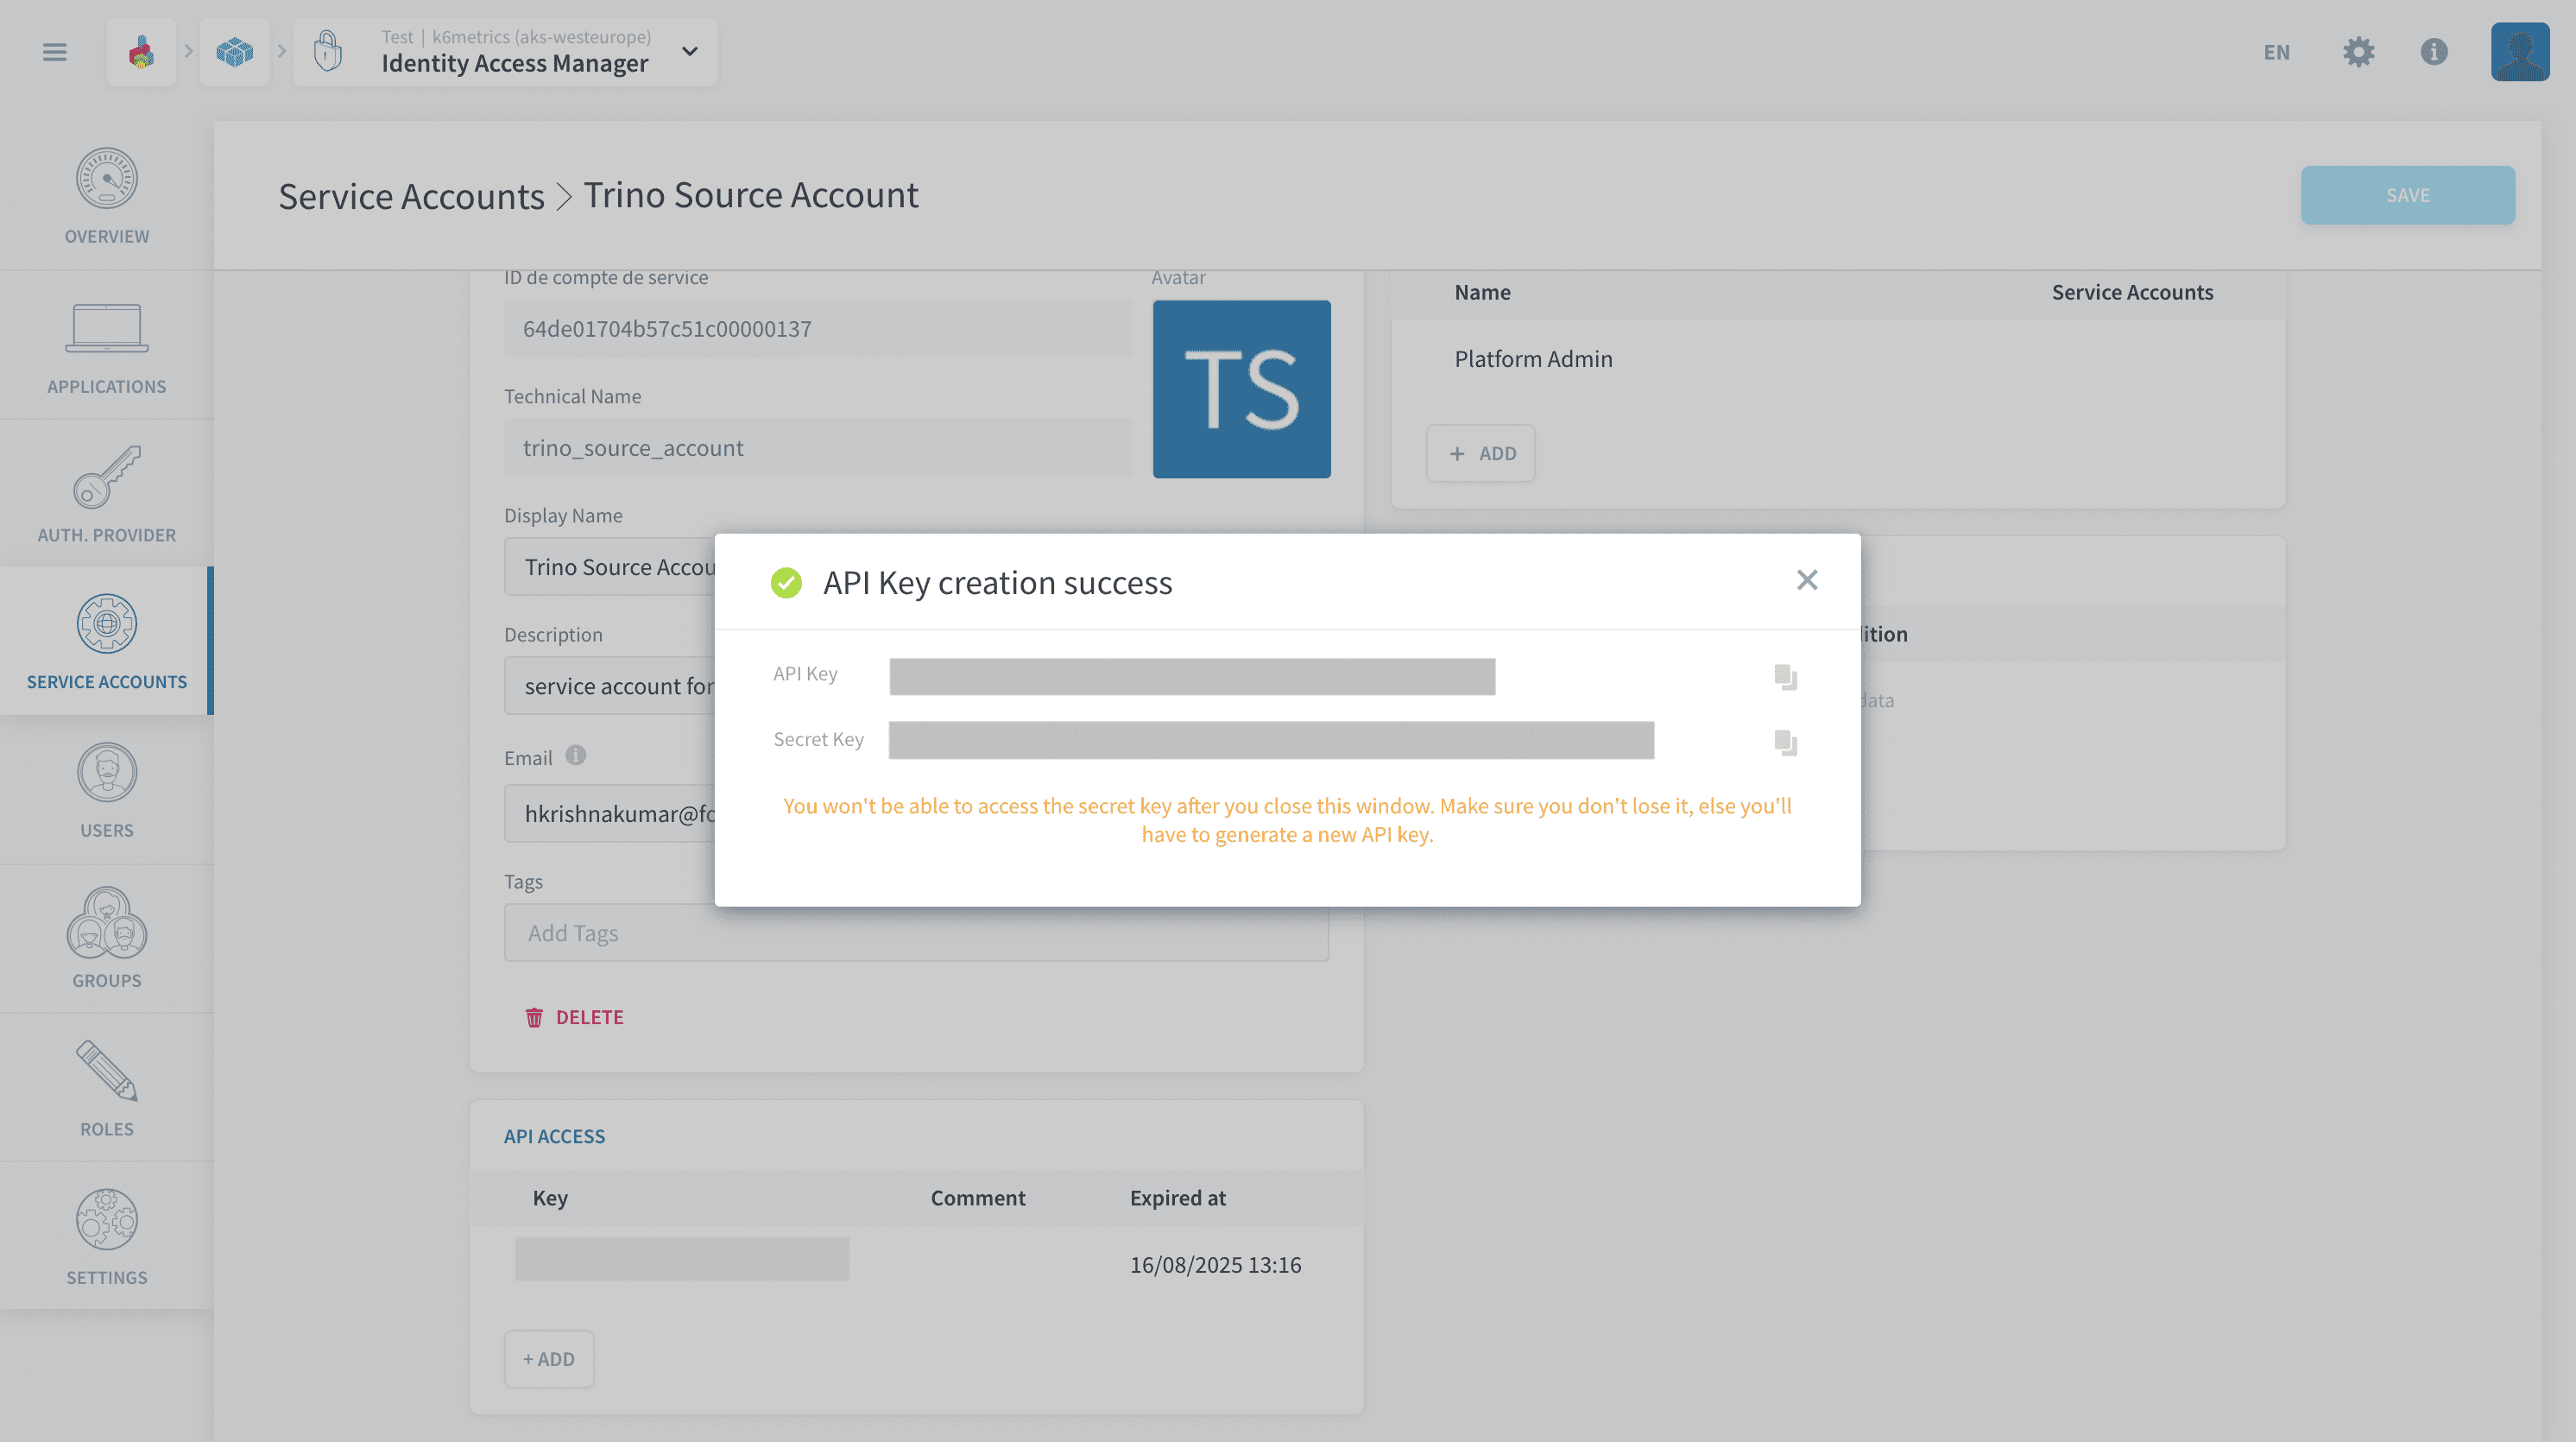 Test | k6metrics (aks-westeurope)
Identity Access Manager
EN
OVERVIEW
APPLICATIONS
AUTH. PROVIDER
SERVICE ACCOUNTS
USERS
GROUPS
ROLES
SETTINGS
Service Accounts > Trino Source Account
SAVE
ID de compte de service
64de01704b57c51c00000137
Avatar
TS
Technical Name
trino_source_account
Display Name
Trino Source Accou
Description
service account for
Email
hkrishnakumar@fo
Tags
Add Tags
DELETE
Name Service Accounts
Platform Admin
+ ADD
ition
data
API Key creation success
API Key
Secret Key
You won't be able to access the secret key after you close this window. Make sure you don't lose it, else you'll
have to generate a new API key.
API ACCESS
Key Comment Expired at
16/08/2025 13:16
+ ADD